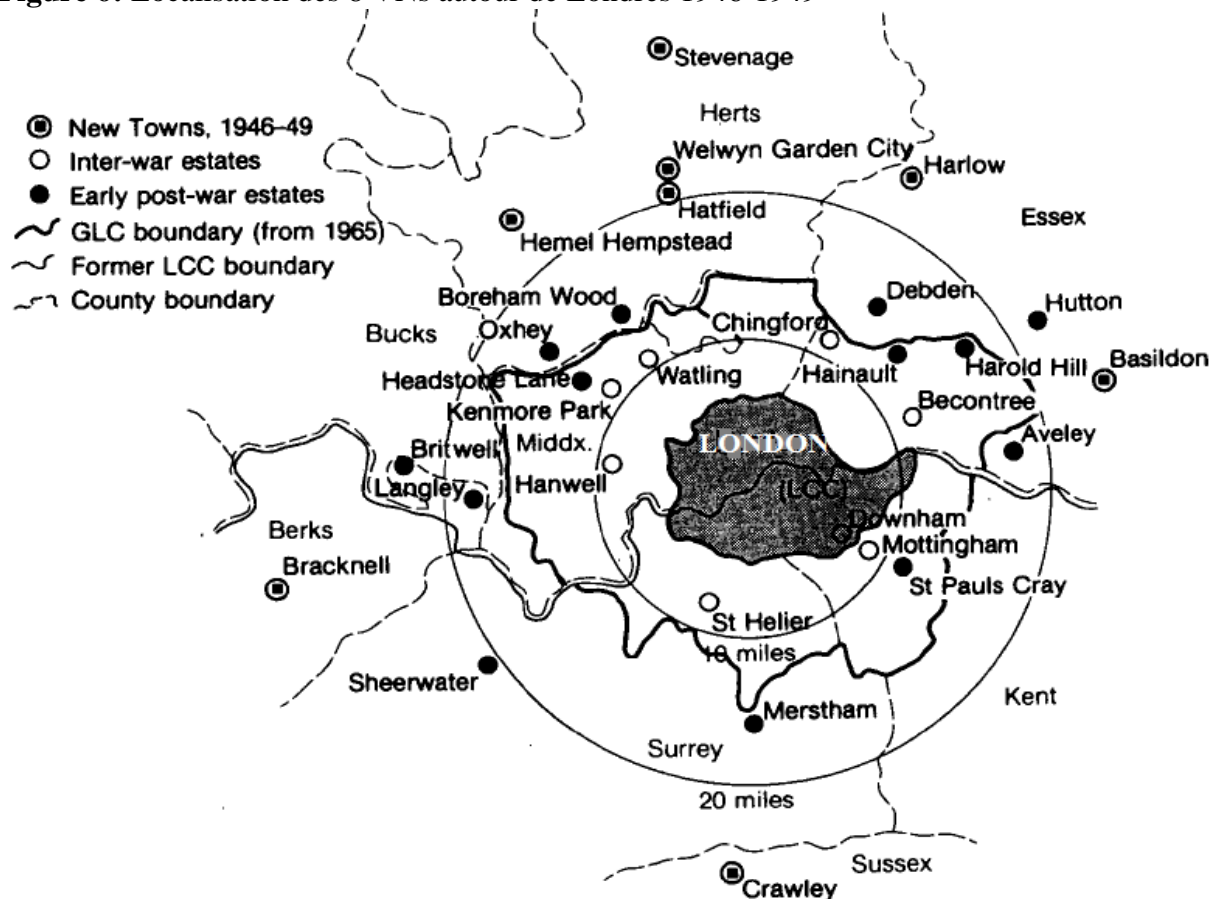 Figure 6: Localisation des 8 VNs autour de Londres 1946-1949
New Towns, 1946–49
Inter-war estates
Early post-war estates
GLC boundary (from 1965)
Former LCC boundary
County boundary
Stevenage
Herts
Welwyn Garden City
Harlow
Hatfield
Essex
Hemel Hempstead
Boreham Wood
Debden
Hutton
Bucks
Oxhey
Chingford
Headstone Lane
Watling
Hainault
Harold Hill
Basildon
Kenmore Park
Becontree
Middx.
LONDON
Aveley
Britwell
Langley
Hanwell
(LCC)
Berks
Downham
Mottingham
Bracknell
St Pauls Cray
St Helier
10 miles
Sheerwater
Kent
Merstham
Surrey
20 miles
Sussex
Crawley